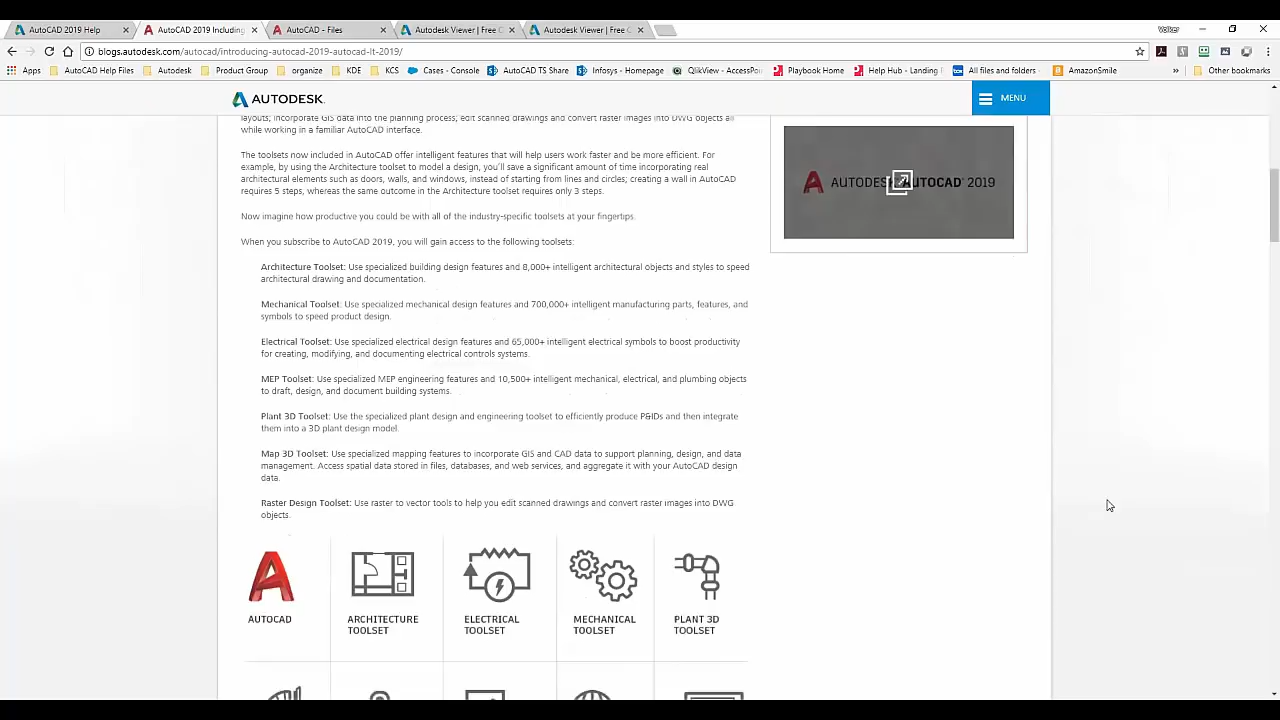 AutoCAD 2019 Help
AutoCAD 2019 Including
AutoCAD - Files
Autodesk Viewer | Free C
Autodesk Viewer | Free C
Volker
blogs.autodesk.com/autocad/introducing-autocad-2019-autocad-lt-2019/
Apps
AutoCAD Help Files
Autodesk
Product Group
organize
KDE
KCS
Cases - Console
AutoCAD TS Share
Infosys - Homepage
QlikView - AccessPo
Playbook Home
Help Hub - Landing
All files and folders
AmazonSmile
Other bookmarks
AUTODESK.
MENU
layouts; incorporate GIS data into the planning process; edit scanned drawings and convert raster images into DWG objects all
while working in a familiar AutoCAD interface.
The toolsets now included in AutoCAD offer intelligent features that will help users work faster and be more efficient. For
example, by using the Architecture toolset to model a design, you'll save a significant amount of time incorporating real
architectural elements such as doors, walls, and windows, instead of starting from lines and circles; creating a wall in AutoCAD
requires 5 steps, whereas the same outcome in the Architecture toolset requires only 3 steps.
AUTODESK AUTOCAD 2019
Now imagine how productive you could be with all of the industry-specific toolsets at your fingertips.
When you subscribe to AutoCAD 2019, you will gain access to the following toolsets:
Architecture Toolset: Use specialized building design features and 8,000+ intelligent architectural objects and styles to speed
architectural drawing and documentation.
Mechanical Toolset: Use specialized mechanical design features and 700,000+ intelligent manufacturing parts, features, and
symbols to speed product design.
Electrical Toolset: Use specialized electrical design features and 65,000+ intelligent electrical symbols to boost productivity
for creating, modifying, and documenting electrical controls systems.
MEP Toolset: Use specialized MEP engineering features and 10,500+ intelligent mechanical, electrical, and plumbing objects
to draft, design, and document building systems.
Plant 3D Toolset: Use the specialized plant design and engineering toolset to efficiently produce P&IDs and then integrate
them into a 3D plant design model.
Map 3D Toolset: Use specialized mapping features to incorporate GIS and CAD data to support planning, design, and data
management. Access spatial data stored in files, databases, and web services, and aggregate it with your AutoCAD design
data.
Raster Design Toolset: Use raster to vector tools to help you edit scanned drawings and convert raster images into DWG
objects.
AUTOCAD
ARCHITECTURE
TOOLSET
ELECTRICAL
TOOLSET
MECHANICAL
TOOLSET
PLANT 3D
TOOLSET